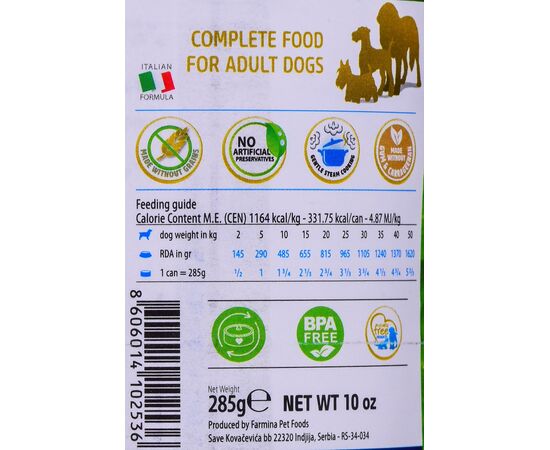 COMPLETE FOOD
FOR ADULT DOGS
ITALIAN
FORMULA
MADE WITHOUT GRAINS
NO
ARTIFICIAL
PRESERVATIVES
GENTLE STEAM COOKING
MADE
WITHOUT
GUM & CARRAGEENAN
Feeding guide
Calorie Content M.E. (CEN) 1164 kcal/kg - 331.75 kcal/can - 4.87 MJ/kg
dog weight in kg 2 5 10 15 20 25 30 35 40 50
RDA in gr 145 290 485 655 815 965 1105 1240 1370 1620
1 can = 285g 1/2 1 1 3/4 2 1/3 2 3/4 3 1/3 3 3/4 4 1/3 4 3/4 5 2/3
BPA
FREE
free
8 606014 102536
Net Weight
285g e NET WT 10 oz
Produced by Farmina Pet Foods
Save Kovačevića bb 22320 Indjija, Serbia - RS-34-034